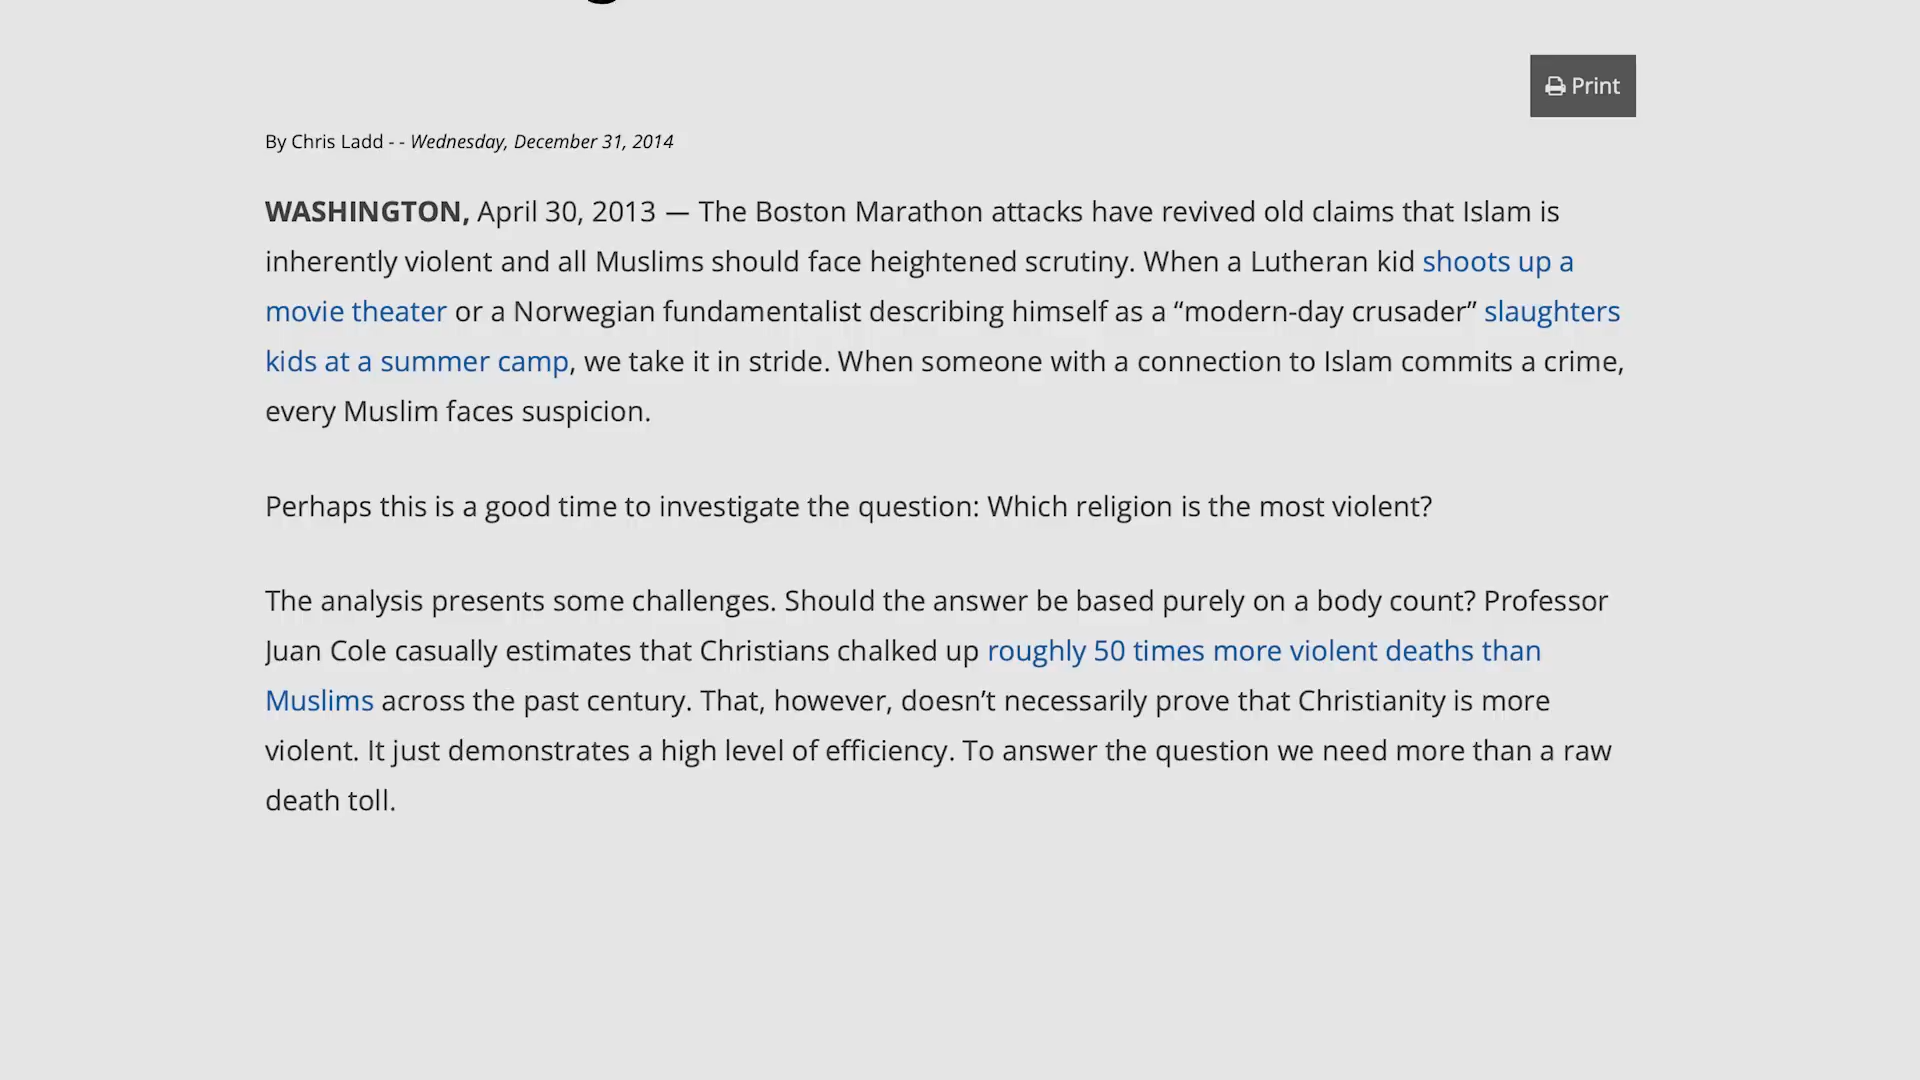 Print
By Chris Ladd - - Wednesday, December 31, 2014
WASHINGTON, April 30, 2013 — The Boston Marathon attacks have revived old claims that Islam is
inherently violent and all Muslims should face heightened scrutiny. When a Lutheran kid shoots up a
movie theater or a Norwegian fundamentalist describing himself as a “modern-day crusader” slaughters
kids at a summer camp, we take it in stride. When someone with a connection to Islam commits a crime,
every Muslim faces suspicion.
Perhaps this is a good time to investigate the question: Which religion is the most violent?
The analysis presents some challenges. Should the answer be based purely on a body count? Professor
Juan Cole casually estimates that Christians chalked up roughly 50 times more violent deaths than
Muslims across the past century. That, however, doesn’t necessarily prove that Christianity is more
violent. It just demonstrates a high level of efficiency. To answer the question we need more than a raw
death toll.